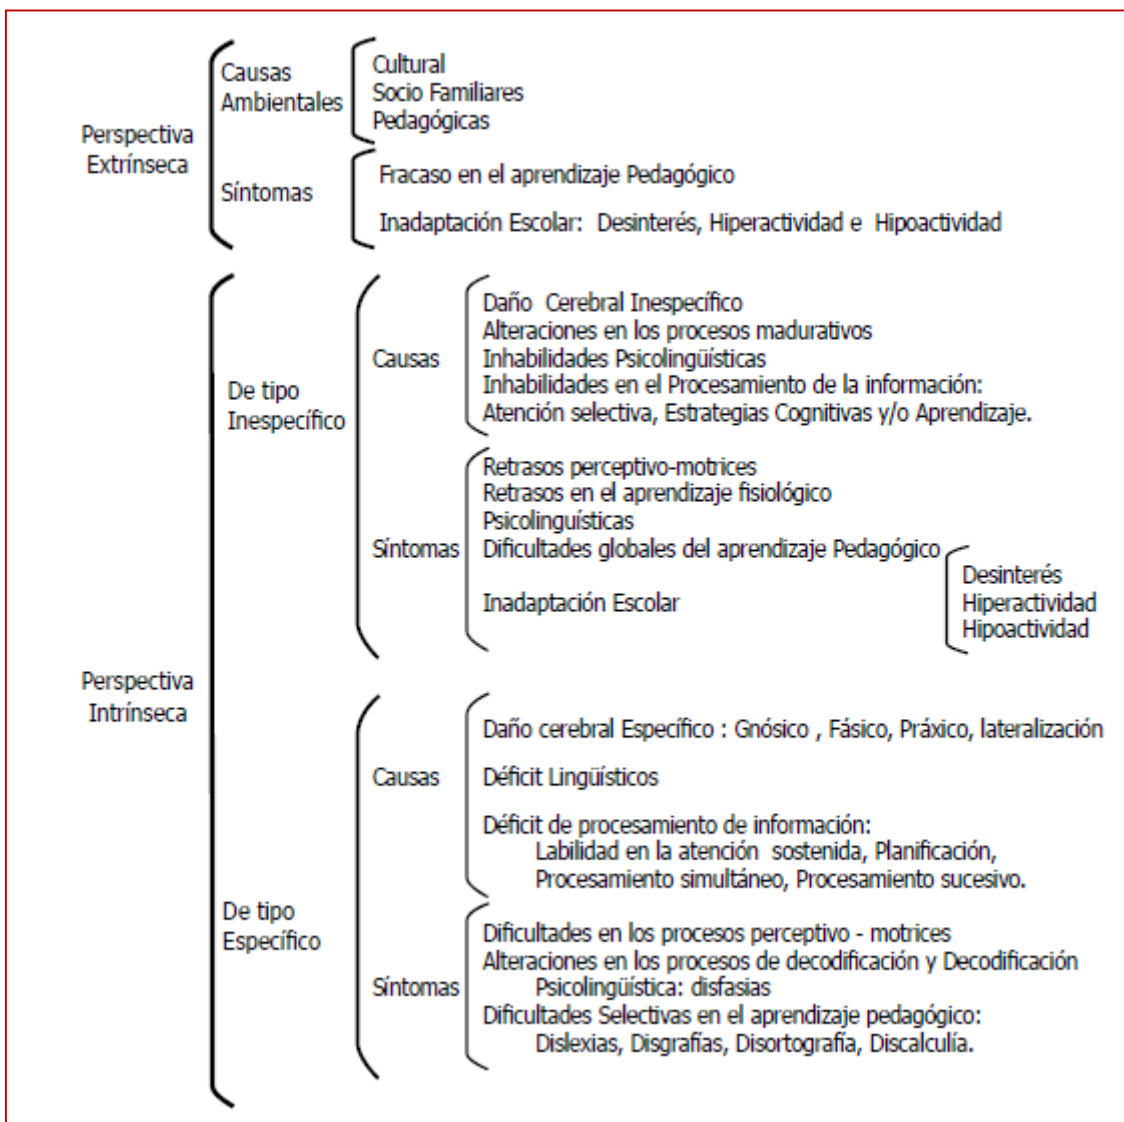 Perspectiva
Extrínseca
Causas
Ambientales
Cultural
Socio Familiares
Pedagógicas
Síntomas
Fracaso en el aprendizaje Pedagógico
Inadaptación Escolar: Desinterés, Hiperactividad e Hipoactividad
Perspectiva
Intrínseca
De tipo
Inespecífico
Causas
Daño Cerebral Inespecífico
Alteraciones en los procesos madurativos
Inhabilidades Psicolingüísticas
Inhabilidades en el Procesamiento de la información:
Atención selectiva, Estrategias Cognitivas y/o Aprendizaje.
Síntomas
Retrasos perceptivo-motrices
Retrasos en el aprendizaje fisiológico
Psicolinguísticas
Dificultades globales del aprendizaje Pedagógico
Inadaptación Escolar
Desinterés
Hiperactividad
Hipoactividad
De tipo
Específico
Causas
Daño cerebral Específico : Gnósico , Fásico, Práxico, lateralización
Déficit Lingüísticos
Déficit de procesamiento de información:
Labilidad en la atención sostenida, Planificación,
Procesamiento simultáneo, Procesamiento sucesivo.
Síntomas
Dificultades en los procesos perceptivo - motrices
Alteraciones en los procesos de decodificación y Decodificación
Psicolingüística: disfasias
Dificultades Selectivas en el aprendizaje pedagógico:
Dislexias, Disgrafías, Disortografía, Discalculía.